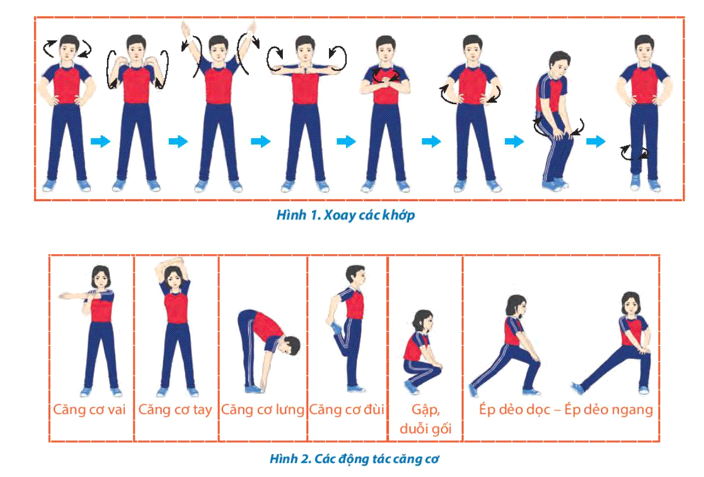 Hình 1. Xoay các khớp
Căng cơ vai
Căng cơ tay
Căng cơ lưng
Căng cơ đùi
Gập,
duỗi gối
Ép dẻo dọc – Ép dẻo ngang
Hình 2. Các động tác căng cơ